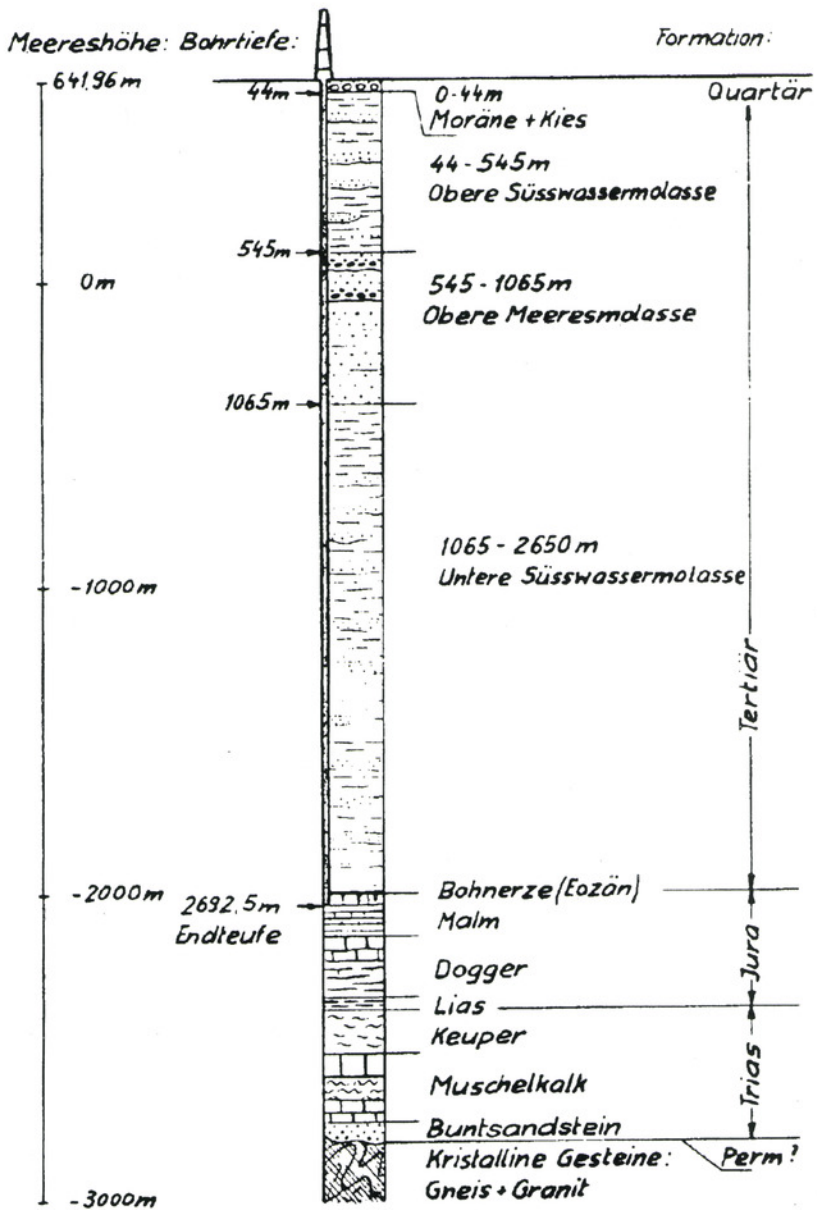 Meereshöhe: Bohrtiefe: Formation:
641,96m
44m
0-44m
Moräne + Kies
Quartär
44-545m
Obere Süsswassermolasse
545m
0m
545-1065m
Obere Meeresmolasse
1065m
1065-2650m
Untere Süsswassermolasse
-1000m
Tertiär
-2000m
2692,5m
Endteufe
Bohnerze (Eozän)
Malm
Dogger
Jura
Lias
Keuper
Muschelkalk
Trias
Buntsandstein
Kristalline Gesteine:
Gneis + Granit
Perm?
-3000m